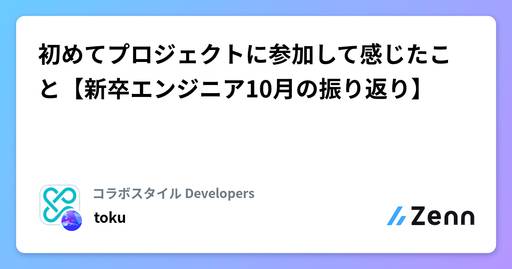 初めてプロジェクトに参加して感じたこ
と【新卒エンジニア10月の振り返り】
コラボスタイル Developers
toku
Zenn